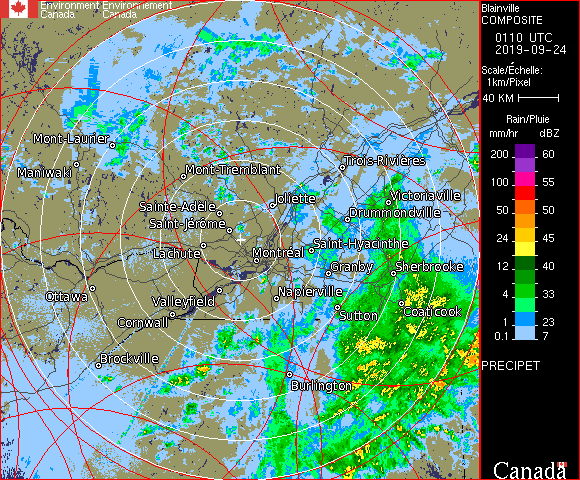 Environment Environnement
Canada Canada
Blainville
COMPOSITE
0110 UTC
2019-09-24
Scale/Échelle:
1km/Pixel
40 KM
Rain/Pluie
mm/hr dBZ
200 60
100 55
50 50
24 45
12 40
4 33
1 23
0.1 7
PRECIPET
Canada
Mont-Laurier
Maniwaki
Mont-Tremblant
Trois-Rivières
Sainte-Adèle
Joliette
Victoriaville
Saint-Jérôme
Drummondville
Lachute
Montréal
Saint-Hyacinthe
Granby
Sherbrooke
Ottawa
Valleyfield
Napierville
Cornwall
Sutton
Coaticook
Brockville
Burlington